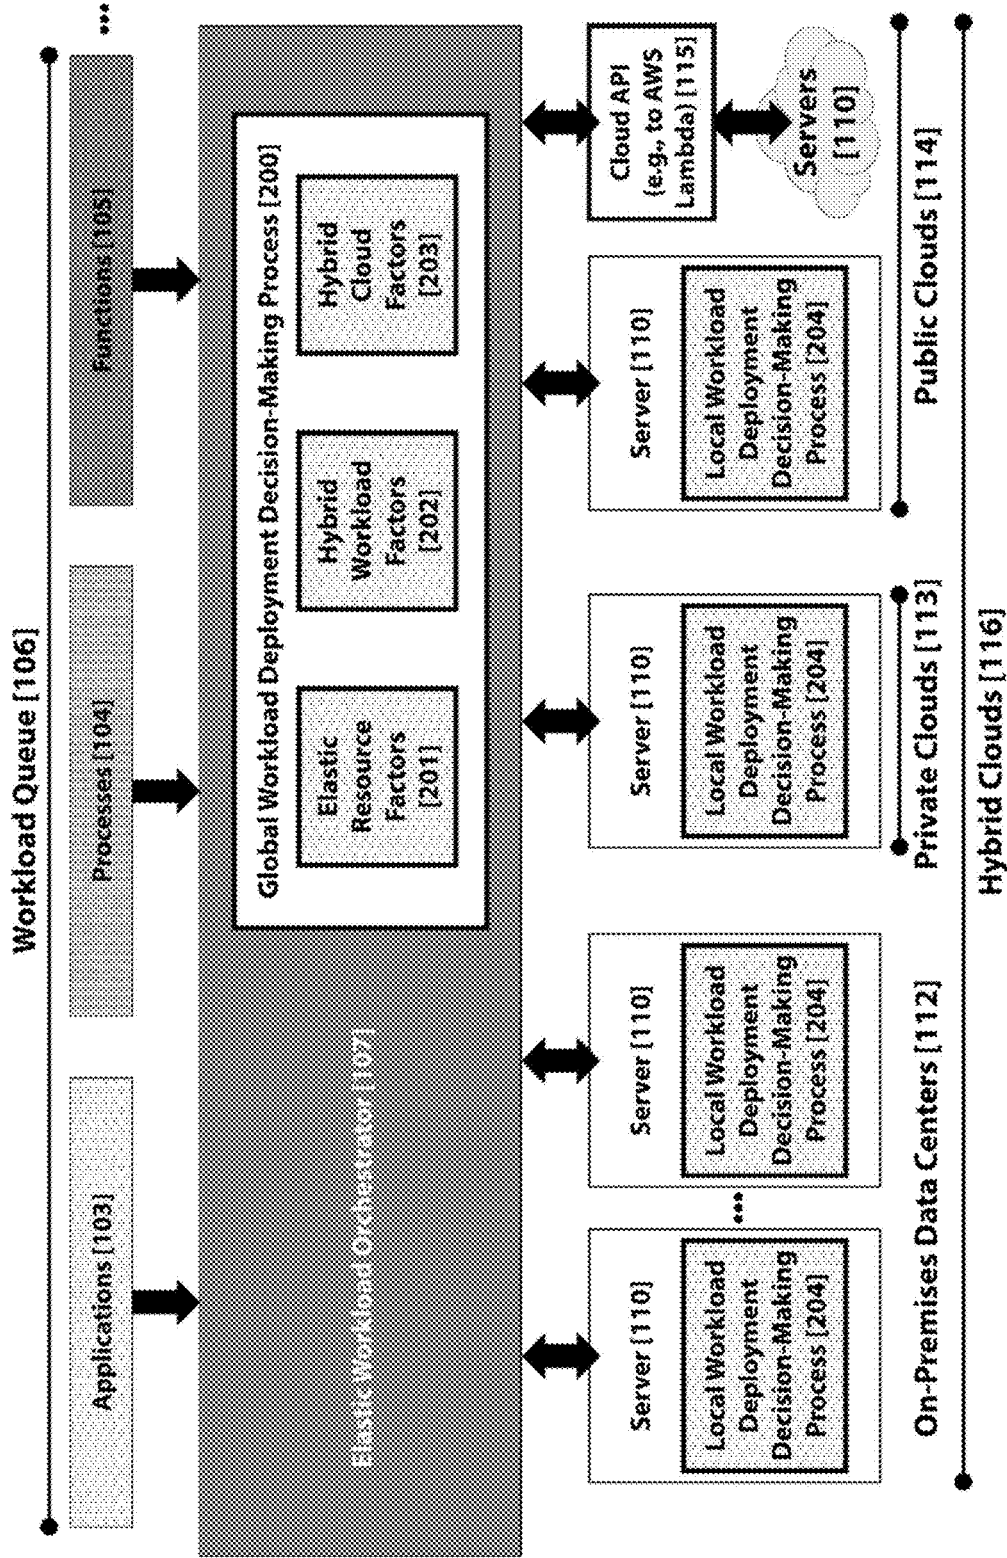 Workload Queue [106]
Applications [103]
Processes [104]
Functions [105]
•••
Elastic Workload Orchestrator [107]
Global Workload Deployment Decision-Making Process [200]
Elastic
Resource
Factors
[201]
Hybrid
Workload
Factors
[202]
Hybrid
Cloud
Factors
[203]
Server [110]
Local Workload
Deployment
Decision-Making
Process [204]
•••
Server [110]
Local Workload
Deployment
Decision-Making
Process [204]
Server [110]
Local Workload
Deployment
Decision-Making
Process [204]
Server [110]
Local Workload
Deployment
Decision-Making
Process [204]
Cloud API
(e.g., to AWS
Lambda) [115]
Servers
[110]
On-Premises Data Centers [112]
Private Clouds [113]
Public Clouds [114]
Hybrid Clouds [116]